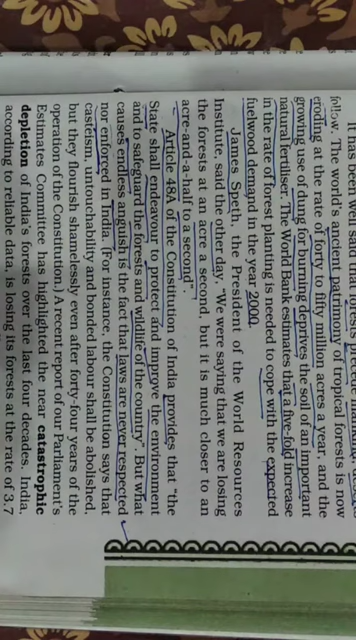 It has been well said that forests precede
follow. The world's ancient patrimony of tropical forests is now
eroding at the rate of forty to fifty million acres a year, and the
growing use of dung for burning deprives the soil of an important
natural fertiliser. The World Bank estimates that a five-fold increase
in the rate of forest planting is needed to cope with the expected
fuelwood demand in the year 2000.
James Speth, the President of the World Resources
Institute, said the other day, "We were saying that we are losing
the forests at an acre a second, but it is much closer to an
acre-and-a-half to a second".
Article 48A of the Constitution of India provides that "the
State shall endeavour to protect and improve the environment
and to safeguard the forests and wildlife of the country". But what
causes endless anguish is the fact that laws are never respected
nor enforced in India. (For instance, the Constitution says that
casteism, untouchability and bonded labour shall be abolished,
but they flourish shamelessly even after forty-four years of the
operation of the Constitution.) A recent report of our Parliament's
Estimates Committee has highlighted the near catastrophic
depletion of India's forests over the last four decades. India,
according to reliable data, is losing its forests at the rate of 3.7